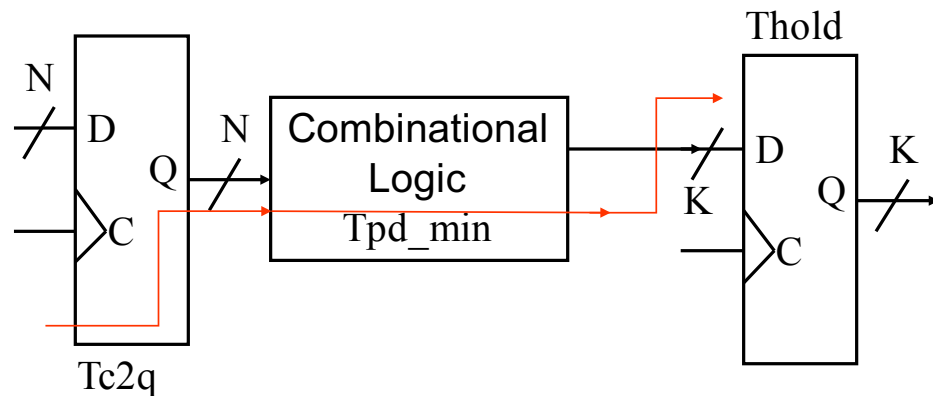 Thold
N
D
Q
C
Tc2q
N
Combinational
Logic
Tpd_min
K
D
Q
C
K